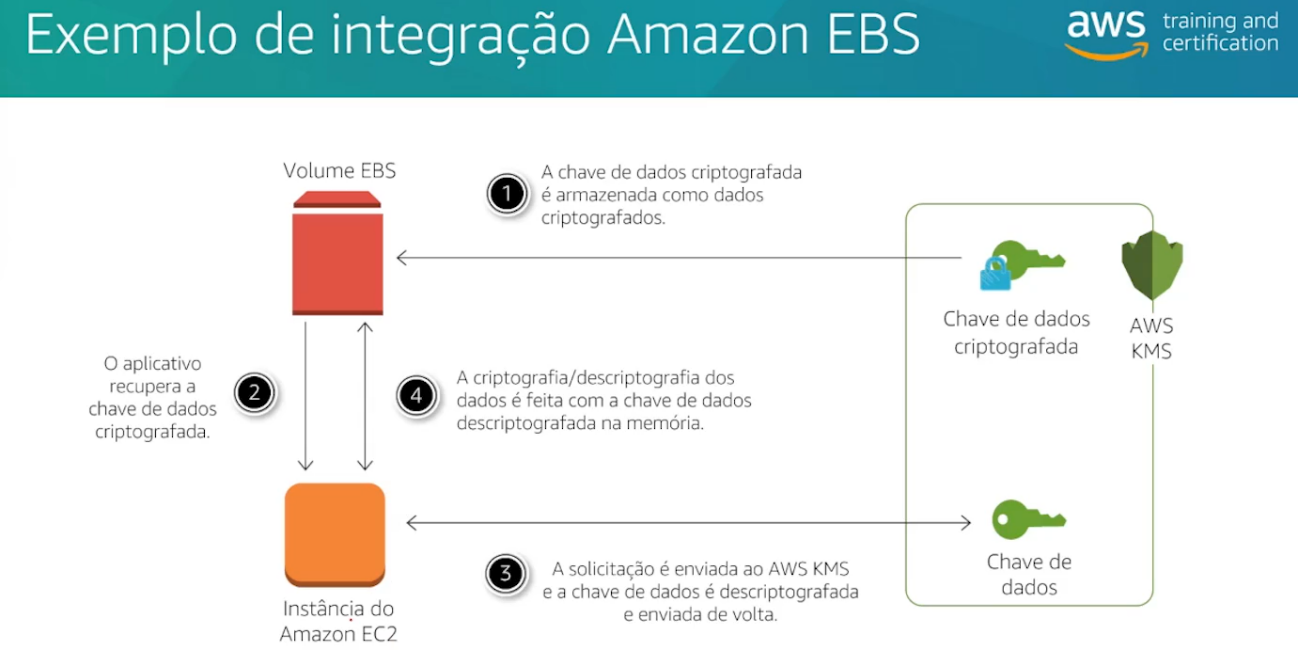 Exemplo de integração Amazon EBS
aws
training and
certification
Volume EBS
1
A chave de dados criptografada
é armazenada como dados
criptografados.
Chave de dados
criptografada
AWS
KMS
O aplicativo
recupera a
chave de dados
criptografada.
2
4
A criptografia/descriptografia dos
dados é feita com a chave de dados
descriptografada na memória.
3
A solicitação é enviada ao AWS KMS
e a chave de dados é descriptografada
e enviada de volta.
Chave de
dados
Instância do
Amazon EC2